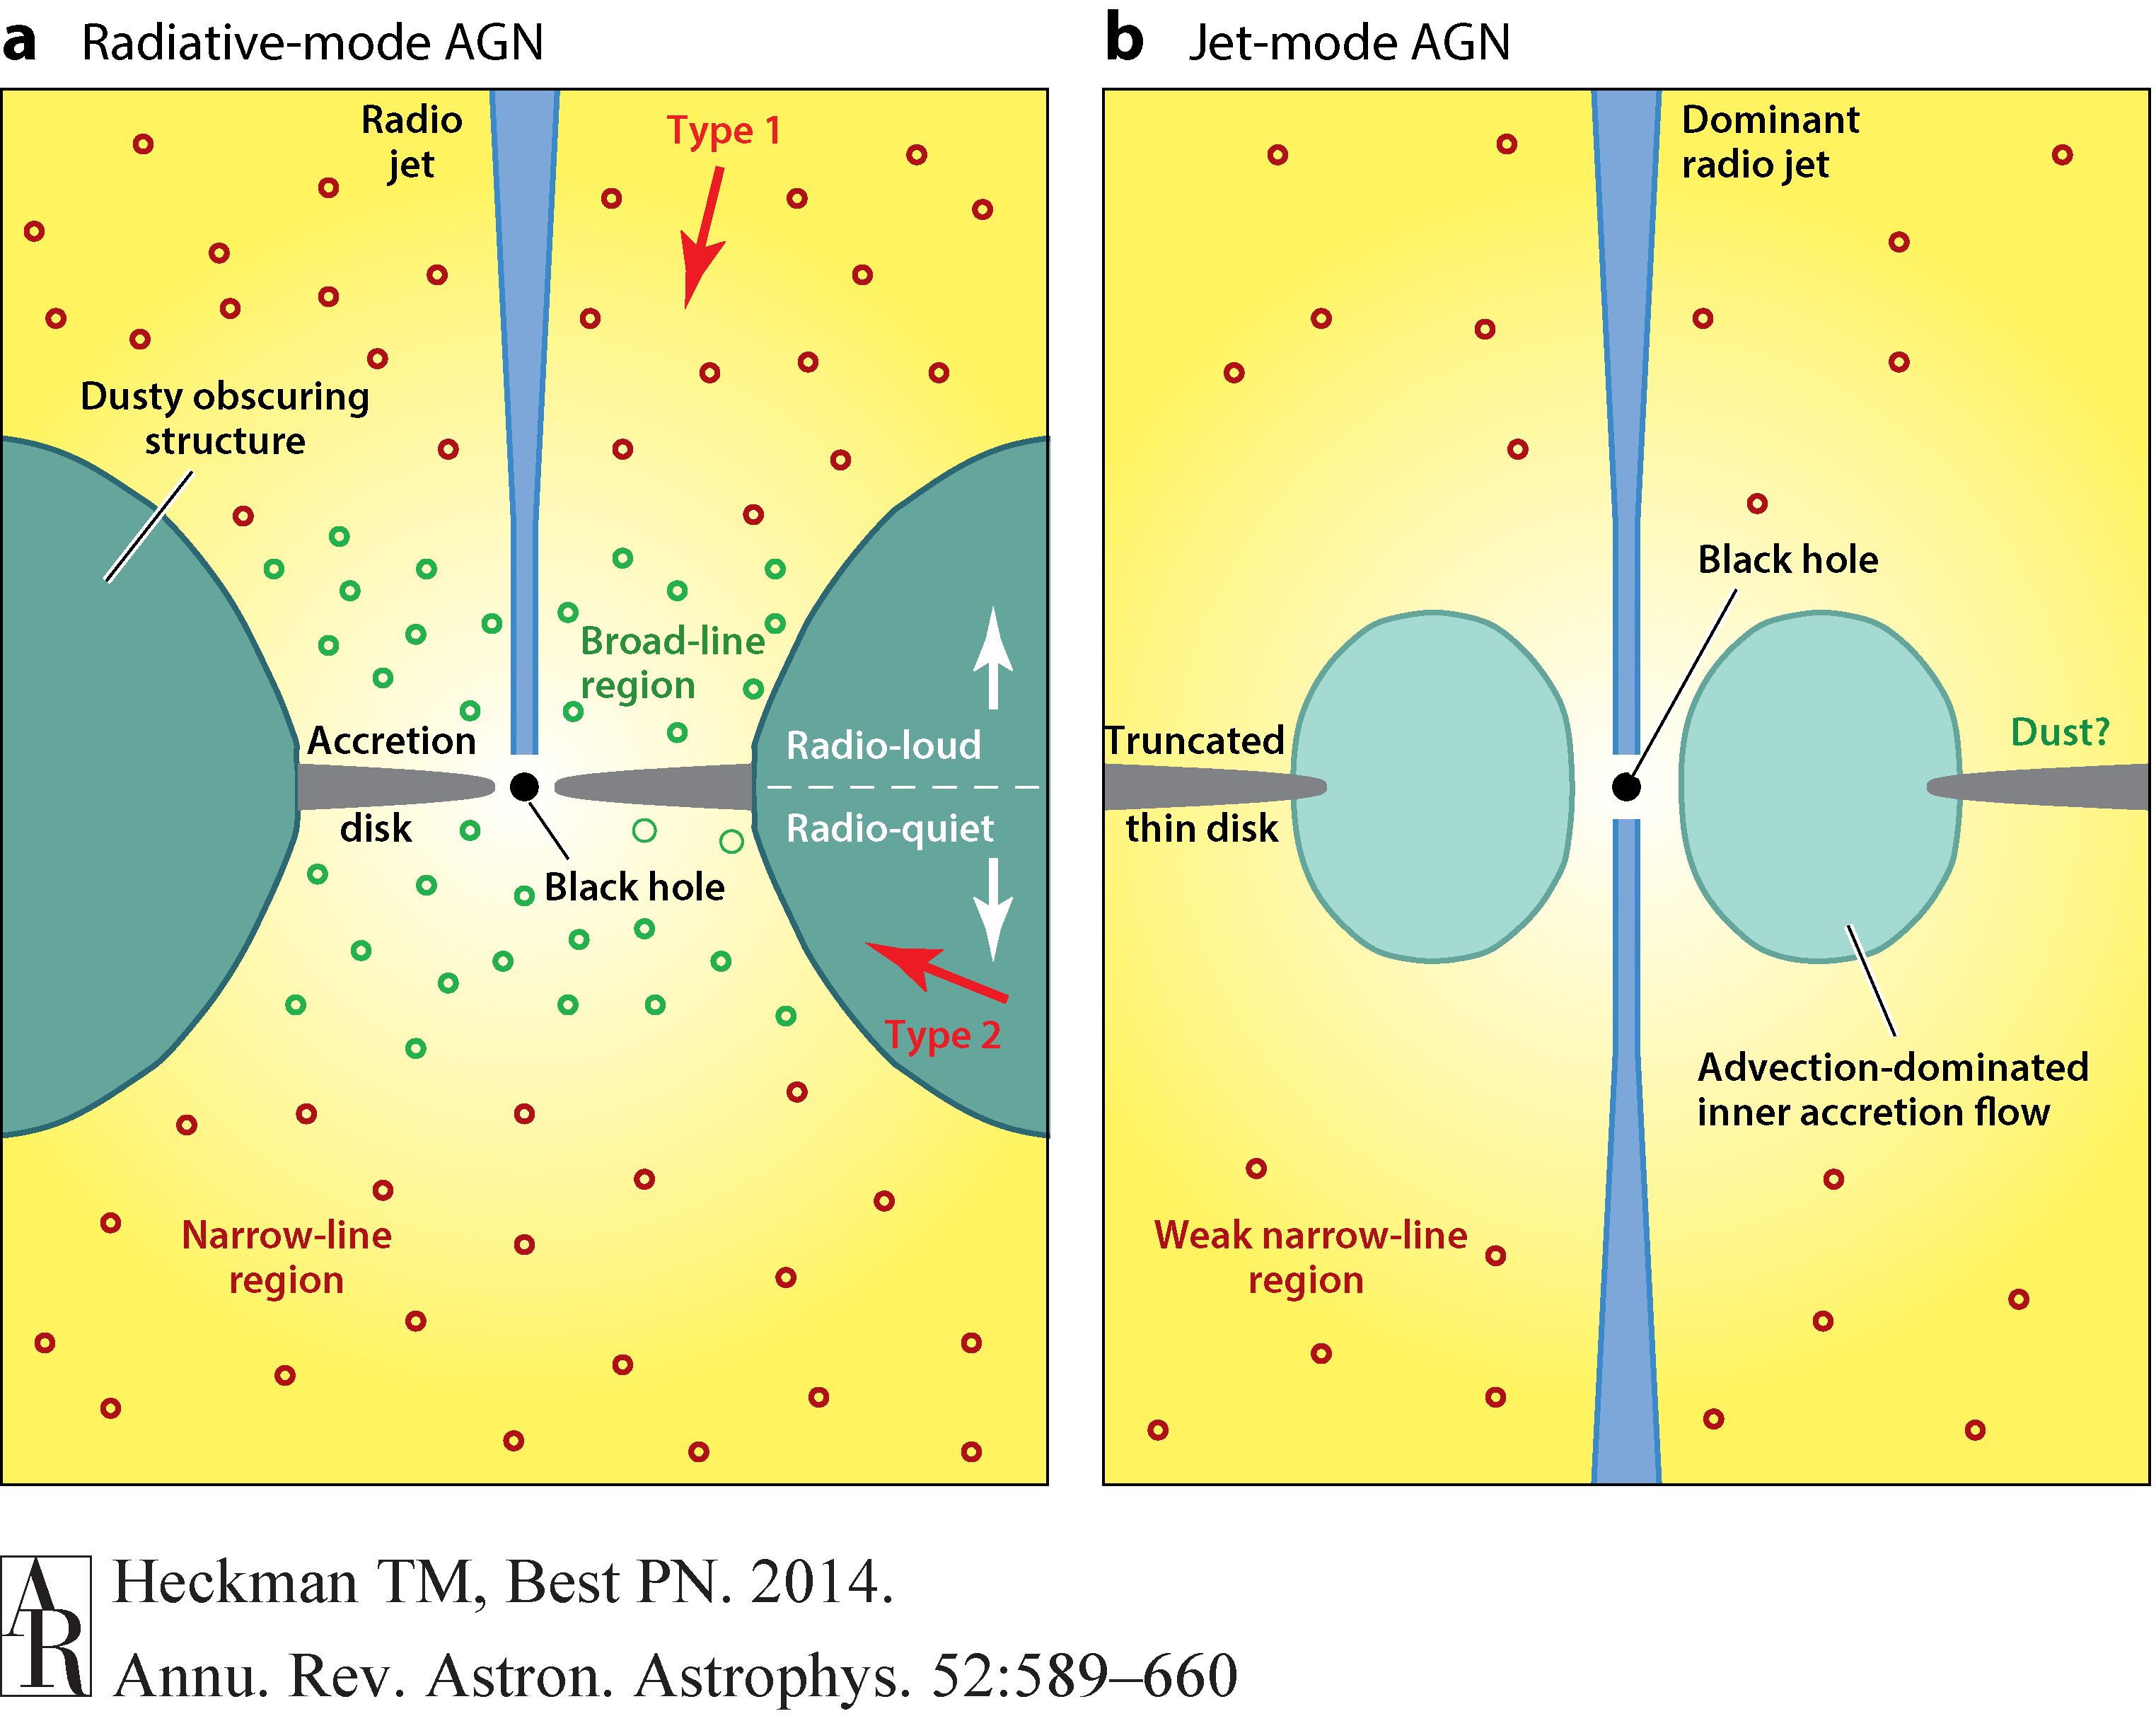 a Radiative-mode AGN
Radio
jet
Type 1
Dusty obscuring
structure
Broad-line
region
Accretion
disk
Radio-loud
Radio-quiet
Black hole
Type 2
Narrow-line
region
b Jet-mode AGN
Dominant
radio jet
Black hole
Truncated
thin disk
Dust?
Advection-dominated
inner accretion flow
Weak narrow-line
region
AR
Heckman TM, Best PN. 2014.
Annu. Rev. Astron. Astrophys. 52:589–660